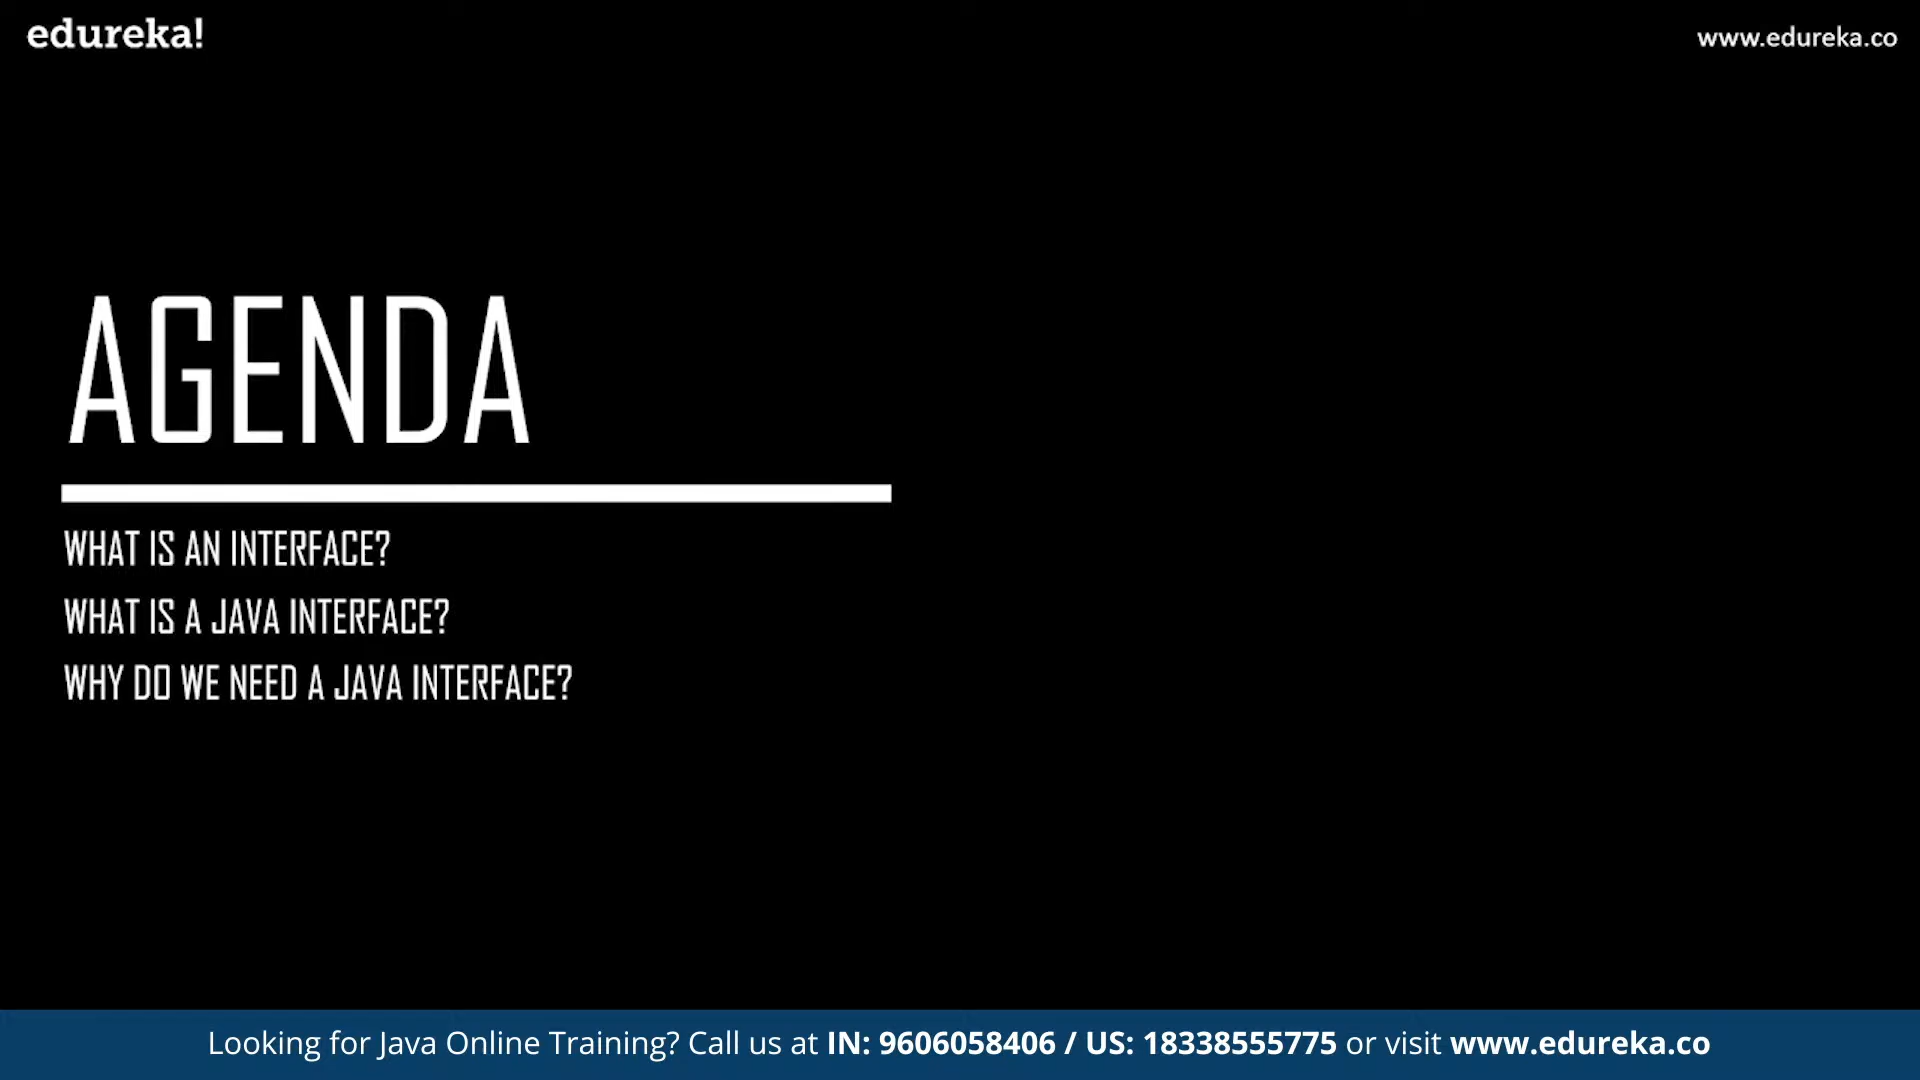 edureka!
www.edureka.co
AGENDA
WHAT IS AN INTERFACE?
WHAT IS A JAVA INTERFACE?
WHY DO WE NEED A JAVA INTERFACE?
Looking for Java Online Training? Call us at IN: 9606058406 / US: 18338555775 or visit www.edureka.co